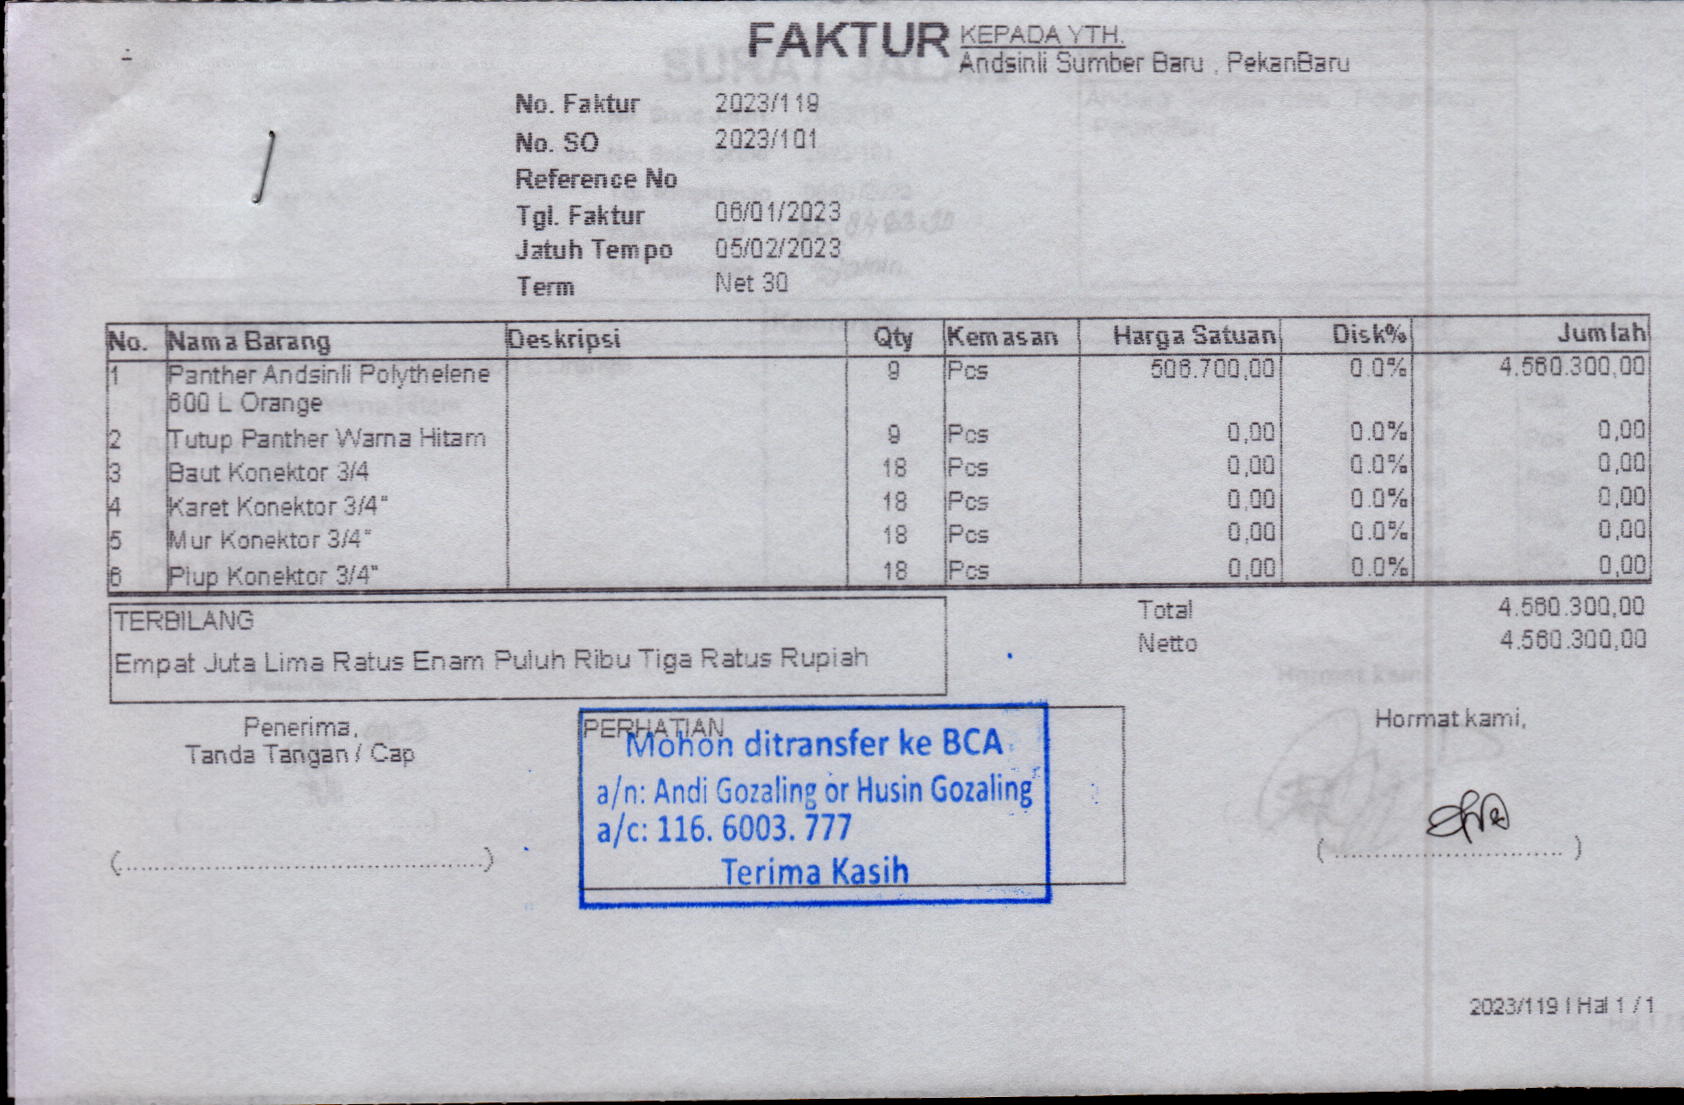 FAKTUR
KEPADA YTH.
Andsinli Sumber Baru , PekanBaru
No. Faktur 2023/119
No. SO 2023/101
Reference No
Tgl. Faktur 06/01/2023
Jatuh Tempo 05/02/2023
Term Net 30
No. Nama Barang Deskripsi Qty Kemasan Harga Satuan Disk% Jumlah
1 Panther Andsinli Polythelene 9 Pcs 506.700,00 0.0% 4.560.300,00
600 L Orange
2 Tutup Panther Warna Hitam 9 Pcs 0,00 0.0% 0,00
3 Baut Konektor 3/4 18 Pcs 0,00 0.0% 0,00
4 Karet Konektor 3/4" 18 Pcs 0,00 0.0% 0,00
5 Mur Konektor 3/4" 18 Pcs 0,00 0.0% 0,00
6 Piup Konektor 3/4" 18 Pcs 0,00 0.0% 0,00
TERBILANG
Empat Juta Lima Ratus Enam Puluh Ribu Tiga Ratus Rupiah
Total 4.560.300,00
Netto 4.560.300,00
Penerima,
Tanda Tangan / Cap
PERHATIAN
Mohon ditransfer ke BCA
a/n: Andi Gozaling or Husin Gozaling
a/c: 116. 6003. 777
Terima Kasih
Hormat kami,
2023/119 I Hal 1 / 1